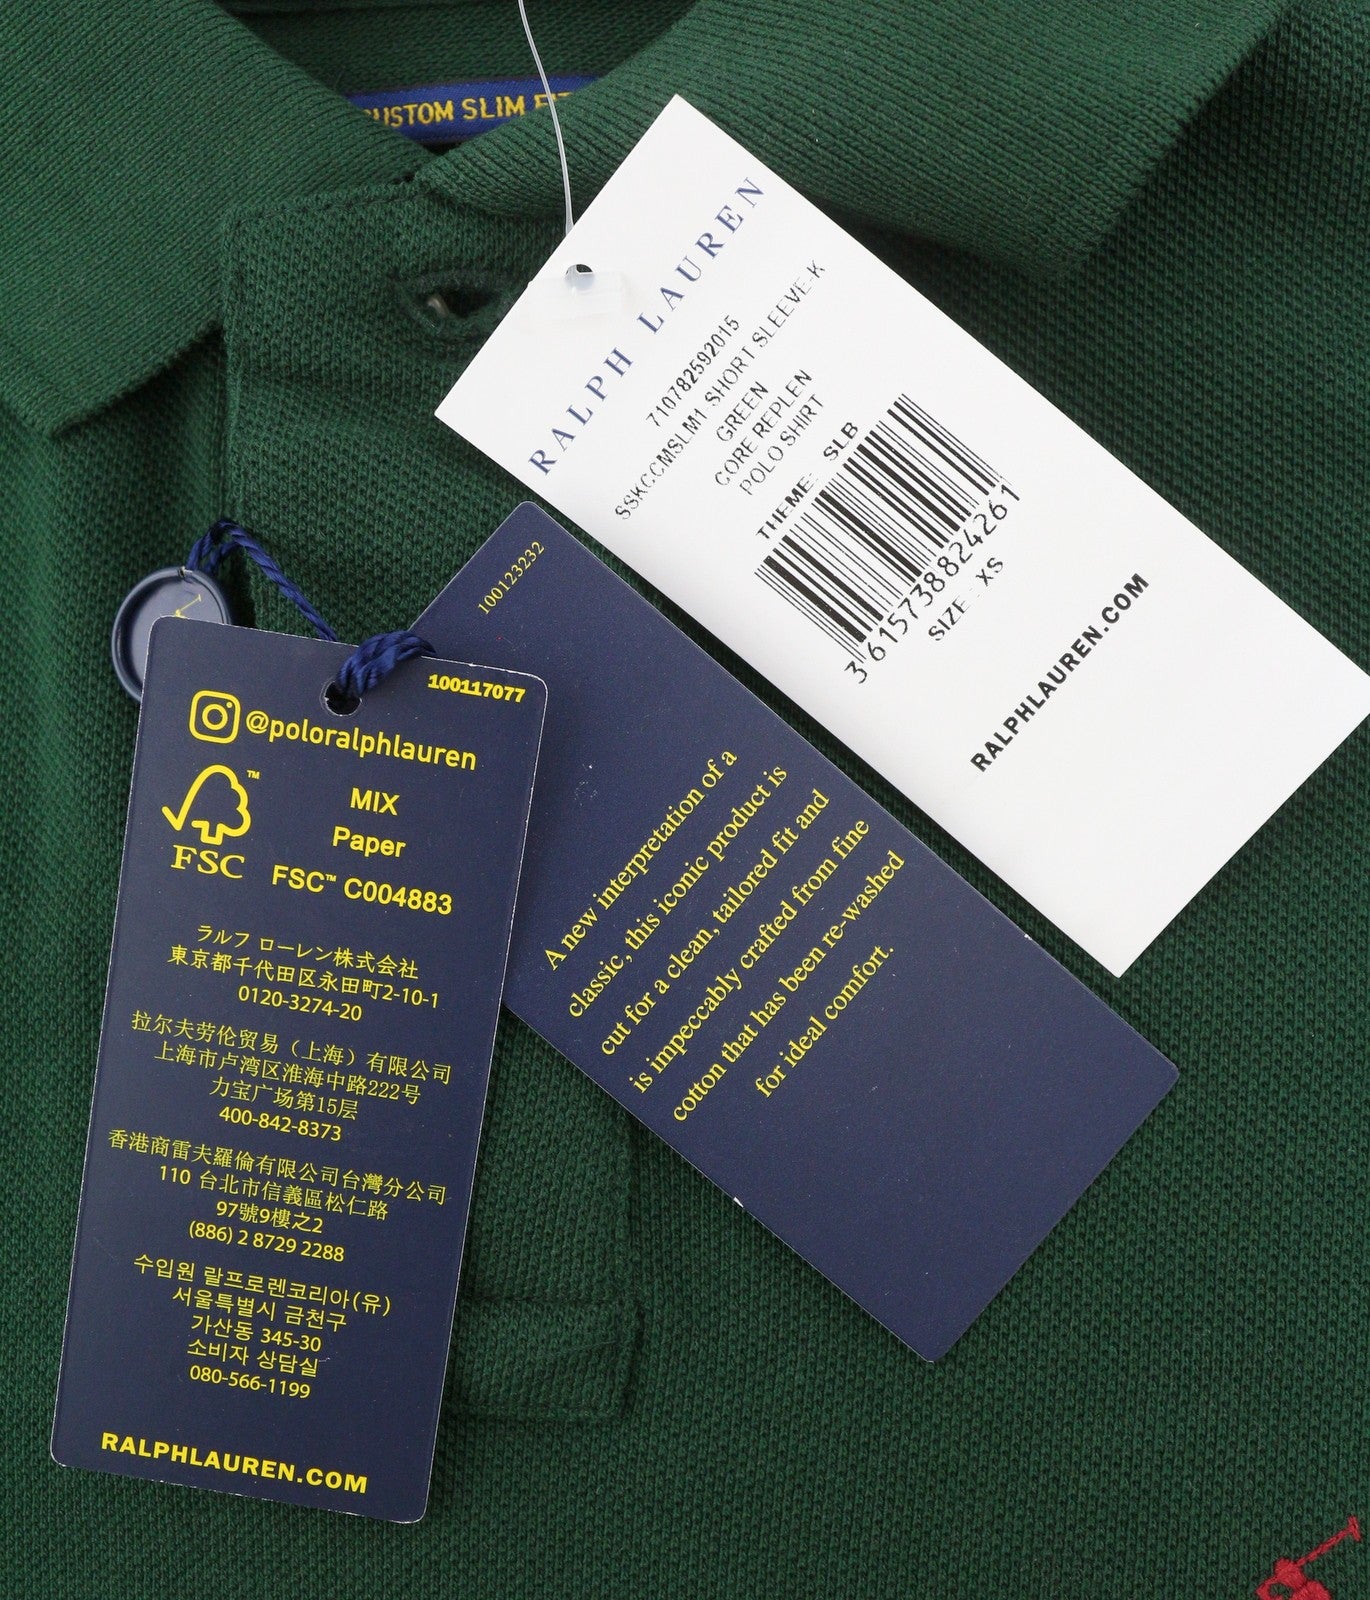 CUSTOM SLIM FIT
RALPH LAUREN
710782592015
SSKCCMSLM1 SHORT SLEEVE-K
GREEN
CORE REPLEN
POLO SHIRT
THEME: SLB
3615738824261
SIZE: XS
RALPHLAUREN.COM
100123232
A new interpretation of a
classic, this iconic product is
cut for a clean, tailored fit and
is impeccably crafted from fine
cotton that has been re-washed
for ideal comfort.
100117077
@poloralphlauren
FSC™
MIX
Paper
FSC™ C004883
ラルフ ローレン株式会社
東京都千代田区永田町2-10-1
0120-3274-20
拉尔夫劳伦贸易（上海）有限公司
上海市卢湾区淮海中路222号
力宝广场第15层
400-842-8373
香港商雷夫羅倫有限公司台灣分公司
110 台北市信義區松仁路
97號9樓之2
(886) 2 8729 2288
수입원 랄프로렌코리아(유)
서울특별시 금천구
가산동 345-30
소비자 상담실
080-566-1199
RALPHLAUREN.COM